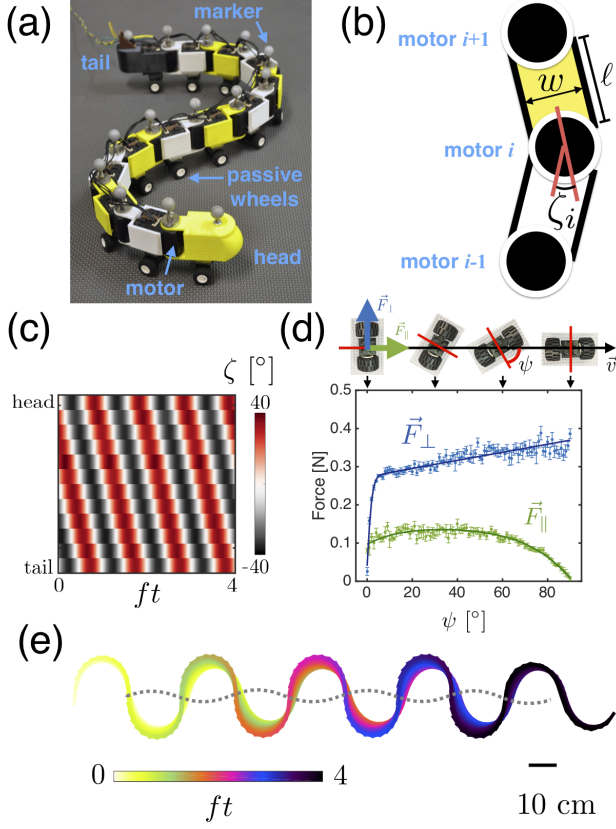 (a)
marker
tail
passive
wheels
head
motor
(b)
motor i+1
w
ℓ
motor i
ζi
motor i-1
(c)
ζ [°]
head
40
tail
-40
0
4
ft
(d)
F⃗⊥
F⃗∥
ψ
v⃗
0.5
0.4
0.3
0.2
0.1
0
Force [N]
F⃗⊥
F⃗∥
0 20 40 60 80
ψ [°]
(e)
0
4
ft
10 cm